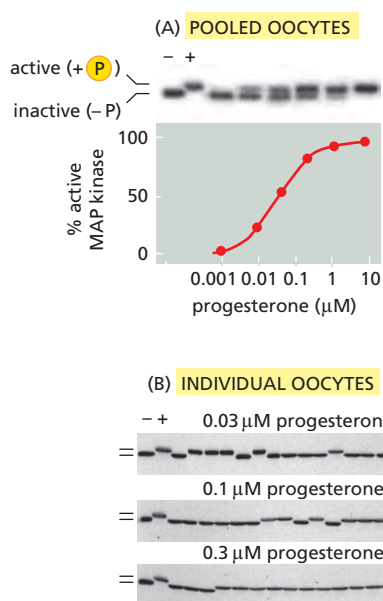 (A) POOLED OOCYTES
− +
active (+ P )
inactive (– P)
100
50
0
% active
MAP kinase
0.001 0.01 0.1 1 10
progesterone (μM)
(B) INDIVIDUAL OOCYTES
− + 0.03 μM progesteron
0.1 μM progesterone
0.3 μM progesterone